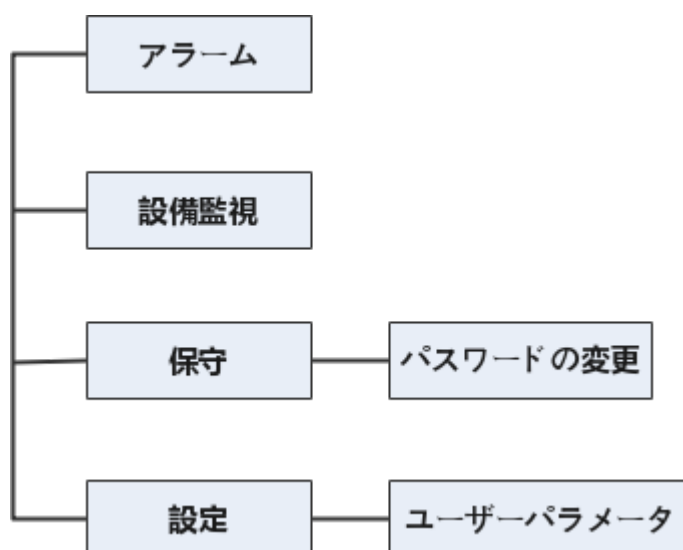 アラーム
設備監視
保守
パスワードの変更
設定
ユーザーパラメータ